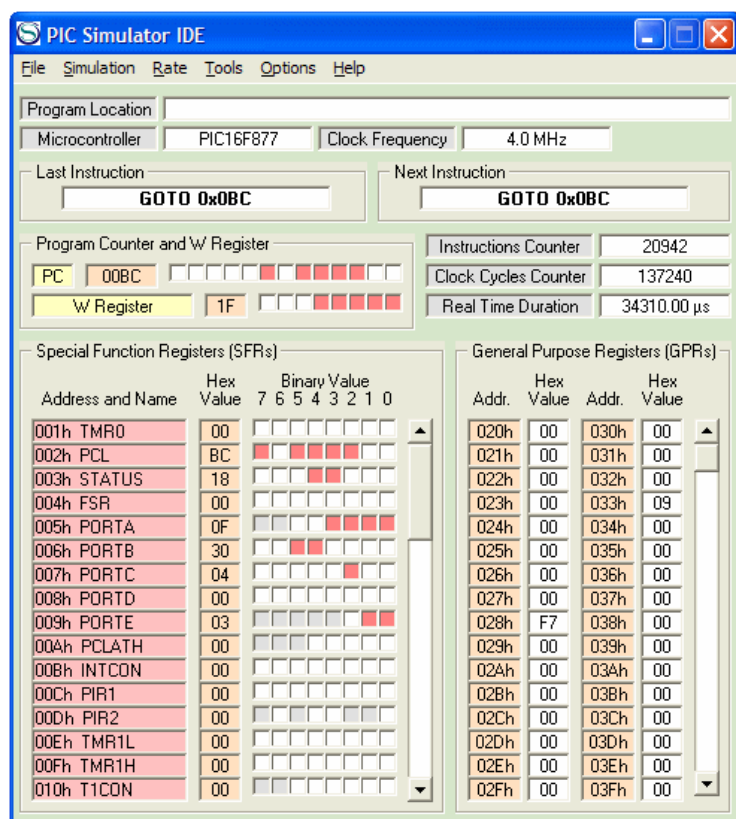 PIC Simulator IDE
File Simulation Rate Tools Options Help
Program Location
Microcontroller PIC16F877 Clock Frequency 4.0 MHz
Last Instruction Next Instruction
GOTO 0x0BC GOTO 0x0BC
Program Counter and W Register Instructions Counter 20942
PC 00BC Clock Cycles Counter 137240
W Register 1F Real Time Duration 34310.00 µs
Special Function Registers (SFRs) General Purpose Registers (GPRs)
Hex Binary Value Hex Hex
Address and Name Value 7 6 5 4 3 2 1 0 Addr. Value Addr. Value
001h TMR0 00 020h 00 030h 00
002h PCL BC 021h 00 031h 00
003h STATUS 18 022h 00 032h 00
004h FSR 00 023h 00 033h 09
005h PORTA 0F 024h 00 034h 00
006h PORTB 30 025h 00 035h 00
007h PORTC 04 026h 00 036h 00
008h PORTD 00 027h 00 037h 00
009h PORTE 03 028h F7 038h 00
00Ah PCLATH 00 029h 00 039h 00
00Bh INTCON 00 02Ah 00 03Ah 00
00Ch PIR1 00 02Bh 00 03Bh 00
00Dh PIR2 00 02Ch 00 03Ch 00
00Eh TMR1L 00 02Dh 00 03Dh 00
00Fh TMR1H 00 02Eh 00 03Eh 00
010h T1CON 00 02Fh 00 03Fh 00